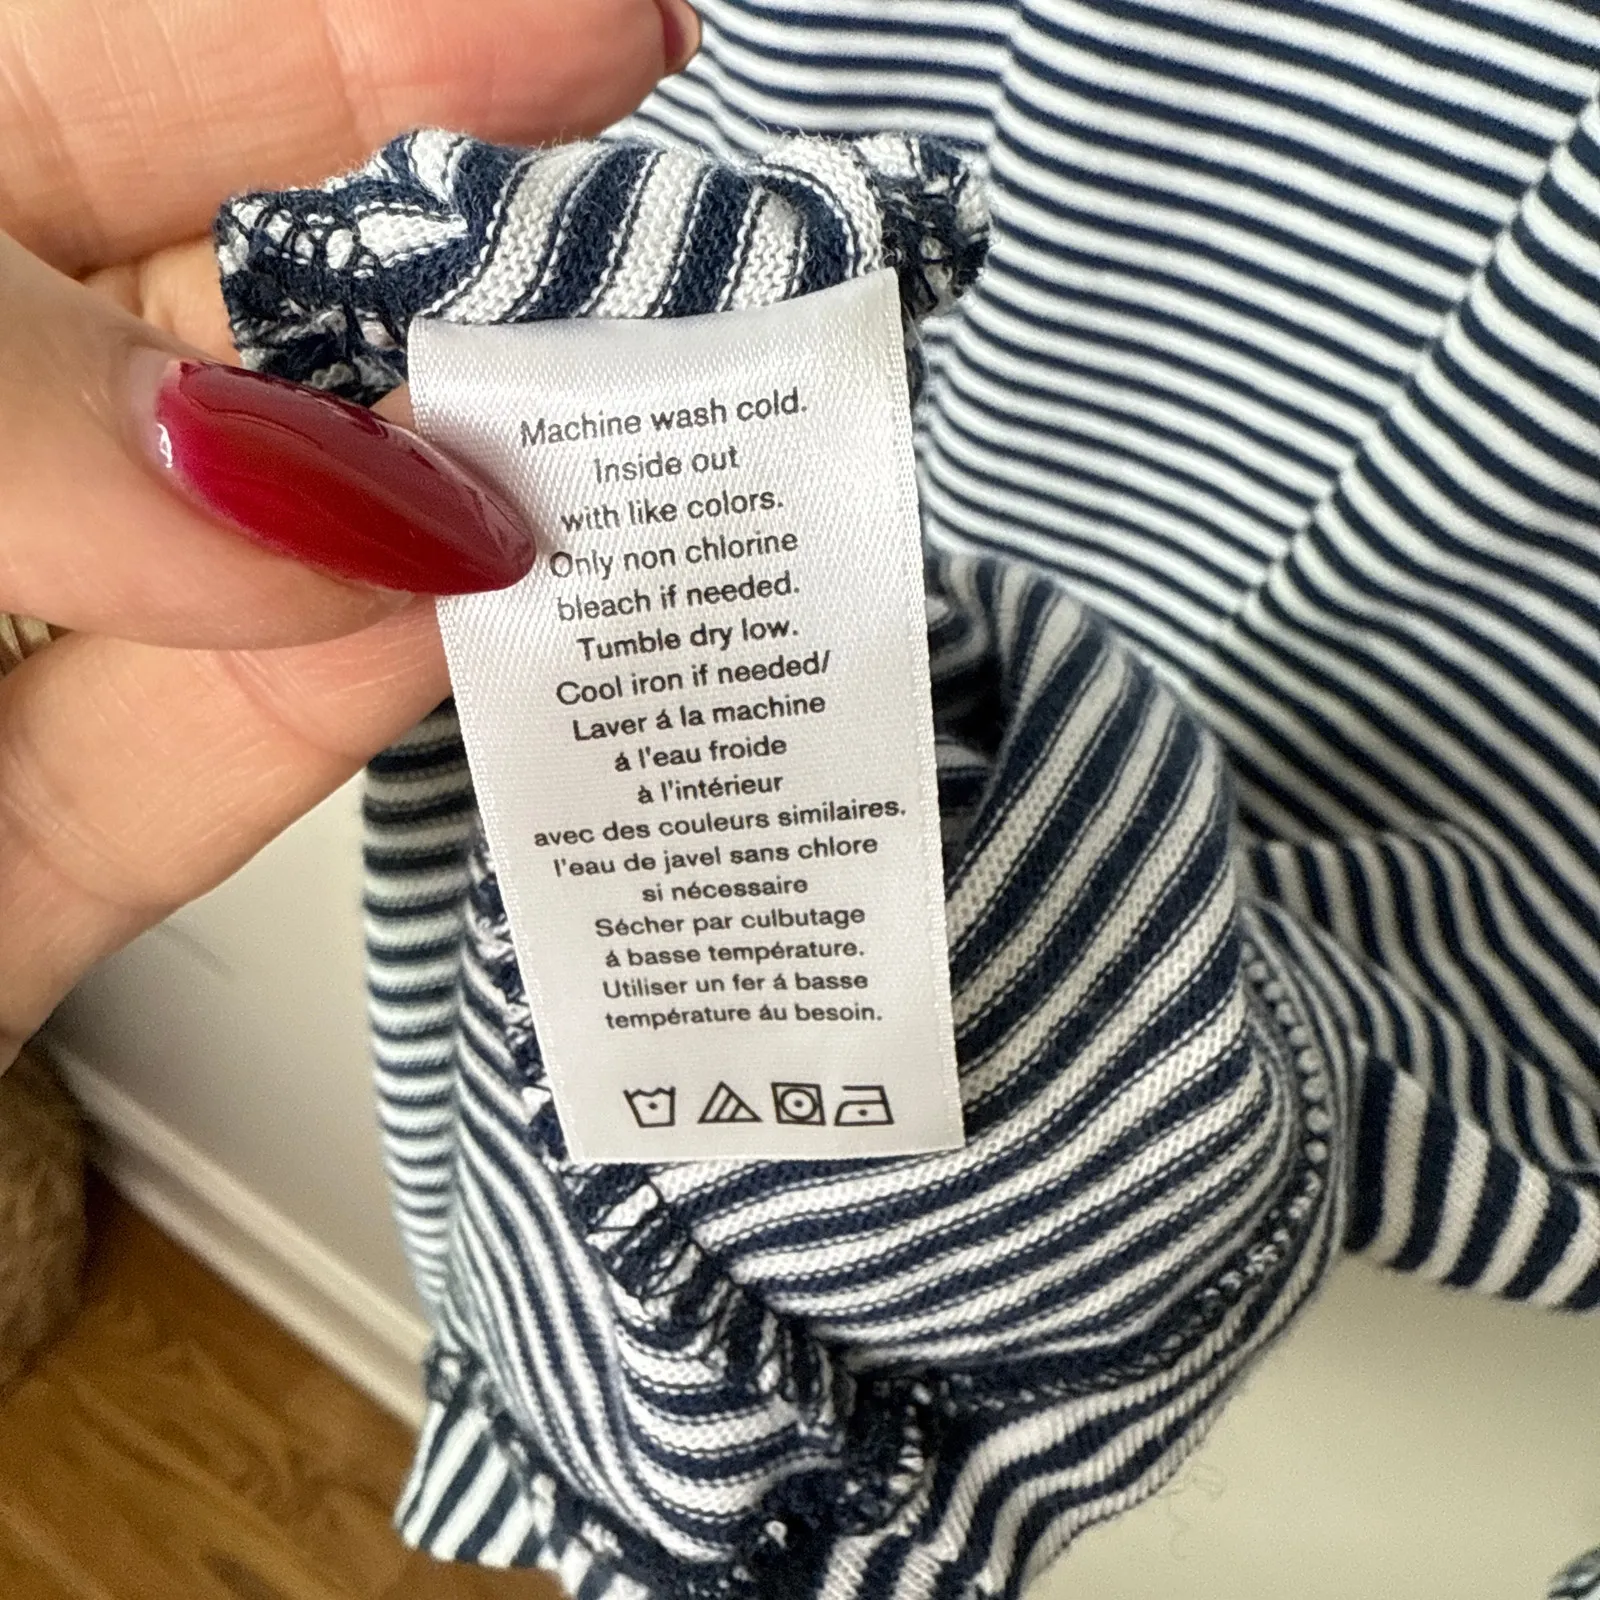 Machine wash cold.
Inside out
with like colors.
Only non chlorine
bleach if needed.
Tumble dry low.
Cool iron if needed/
Laver á la machine
á l'eau froide
à l'intérieur
avec des couleurs similaires.
l'eau de javel sans chlore
si nécessaire
Sécher par culbutage
á basse température.
Utiliser un fer á basse
température áu besoin.